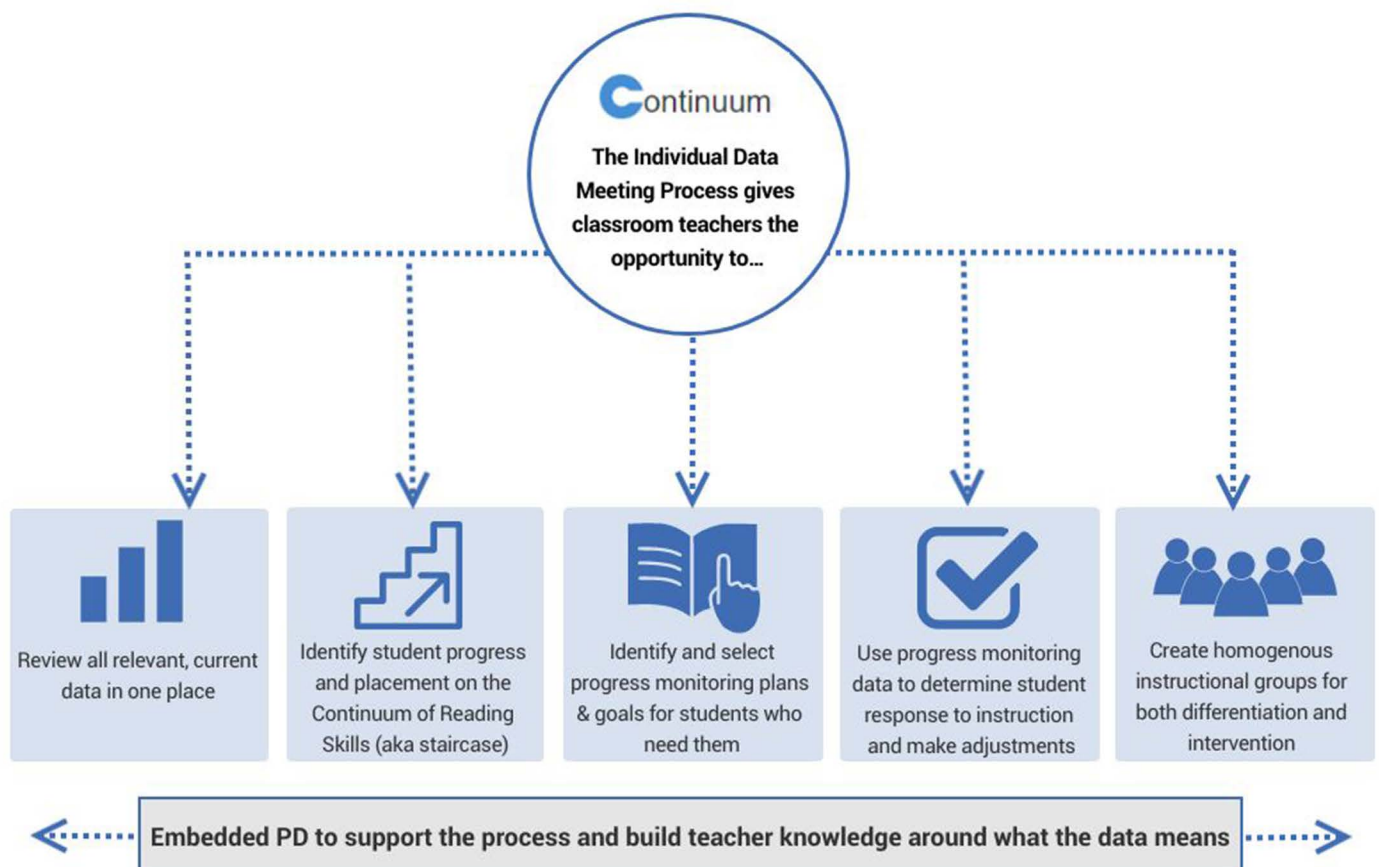 Continuum
The Individual Data
Meeting Process gives
classroom teachers the
opportunity to...
Review all relevant, current
data in one place
Identify student progress
and placement on the
Continuum of Reading
Skills (aka staircase)
Identify and select
progress monitoring plans
& goals for students who
need them
Use progress monitoring
data to determine student
response to instruction
and make adjustments
Create homogenous
instructional groups for
both differentiation and
intervention
Embedded PD to support the process and build teacher knowledge around what the data means